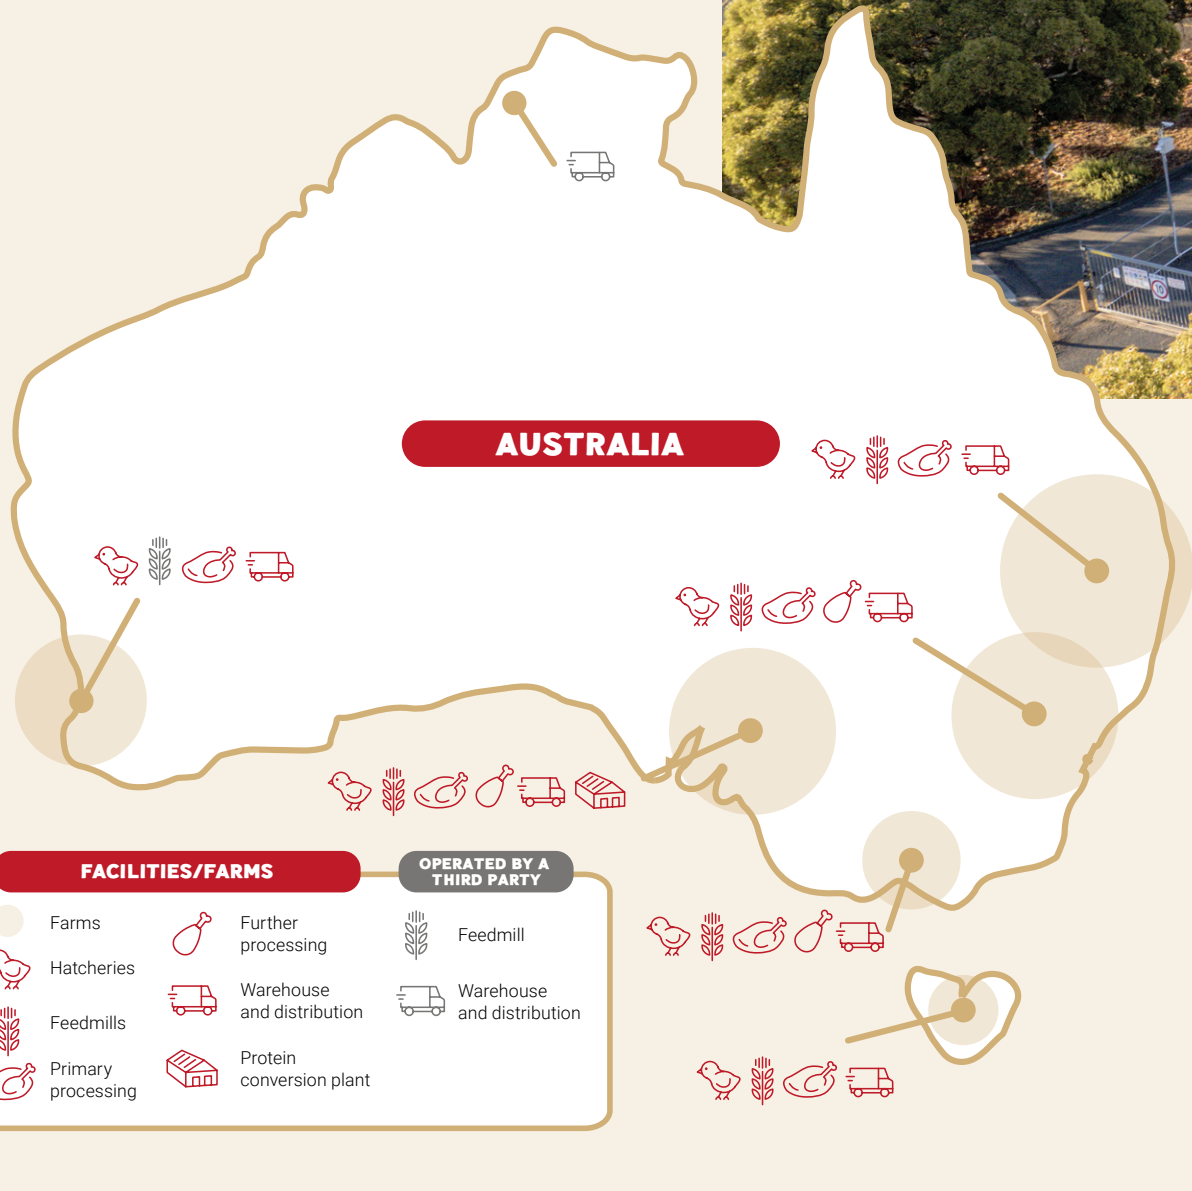 AUSTRALIA
FACILITIES/FARMS
Farms
Hatcheries
Feedmills
Primary
processing
Further
processing
Warehouse
and distribution
Protein
conversion plant
OPERATED BY A
THIRD PARTY
Feedmill
Warehouse
and distribution
10